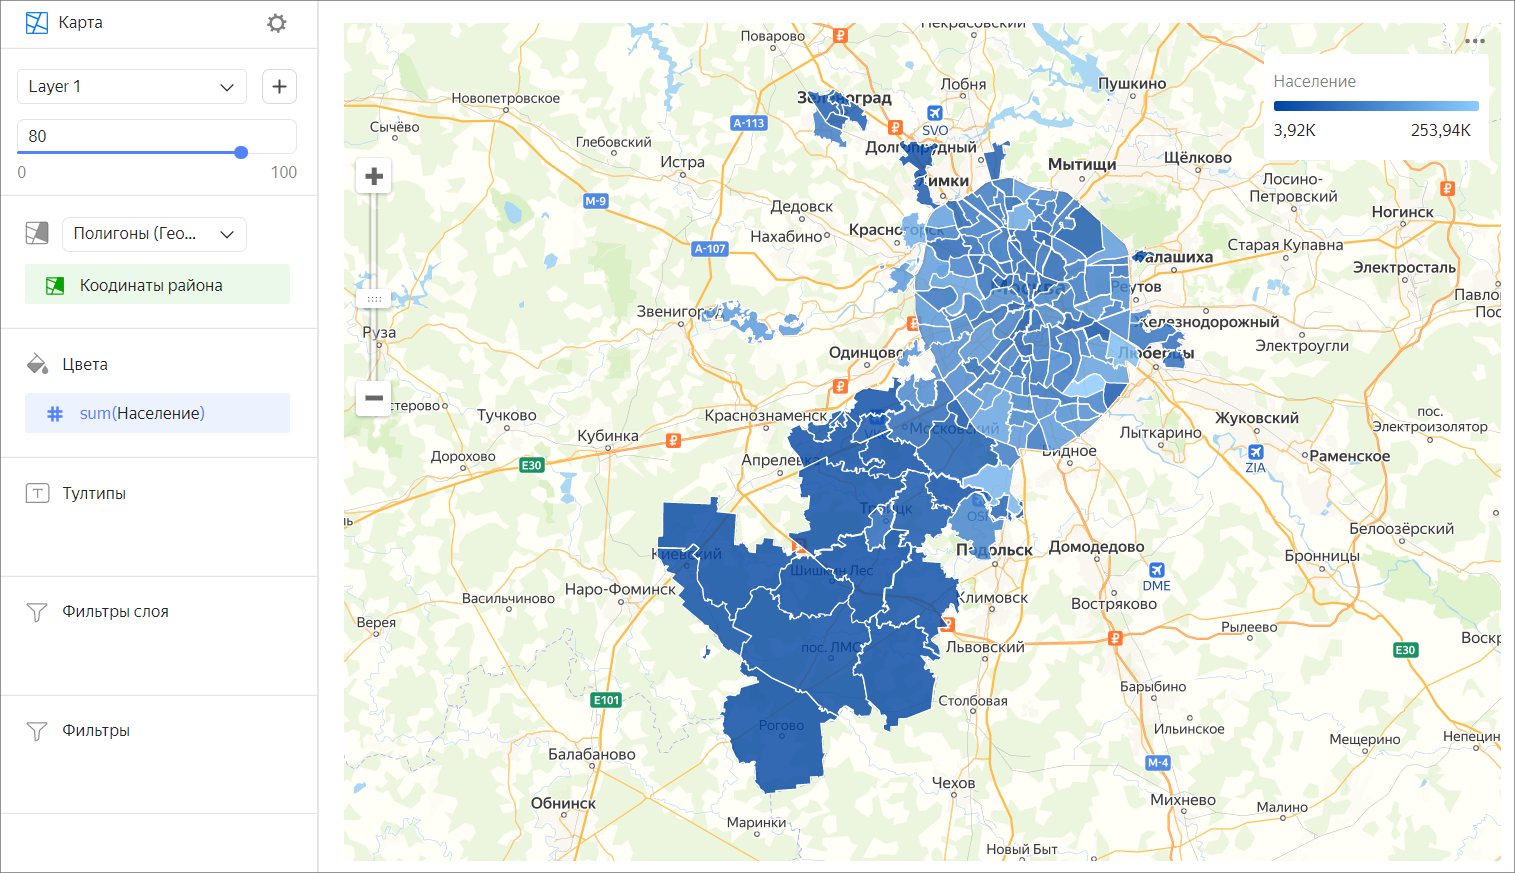 Карта
Layer 1
80
0
100
Полигоны (Гео...
Коодинаты района
Цвета
sum(Население)
Тултипы
Фильтры слоя
Фильтры
Население
3,92K
253,94K
Некрасовский
Поварово
Лобня
Пушкино
Новопетровское
Зеленоград
SVO
Сычёво
А-113
Глебовский
Истра
Долгопрудный
Мытищи
Щёлково
Химки
Лосино-
Петровский
М-9
Дедовск
Ногинск
А-107
Нахабино
Красногорск
Балашиха
Старая Купавна
Электросталь
Москва
Реутов
Звенигород
Руза
Железнодорожный
Электроугли
Одинцово
Люберцы
Тучково
Краснознаменск
Московский
Жуковский
пос.
Электроизолятор
Кубинка
Лыткарино
Дорохово
Е30
Апрелевка
Видное
ZIA
Раменское
Троицк
Белоозёрский
Подольск
Домодедово
Бронницы
Киевский
Шишкин Лес
DME
Наро-Фоминск
Васильчиново
Климовск
Востряково
Верея
Рылеево
Е30
пос. ЛМС
Львовский
Е101
Столбовая
Барыбино
Рогово
Ильинское
Мещерино
Балабаново
М-4
Чехов
Обнинск
Михнево
Малино
Маринки
Новый Быт